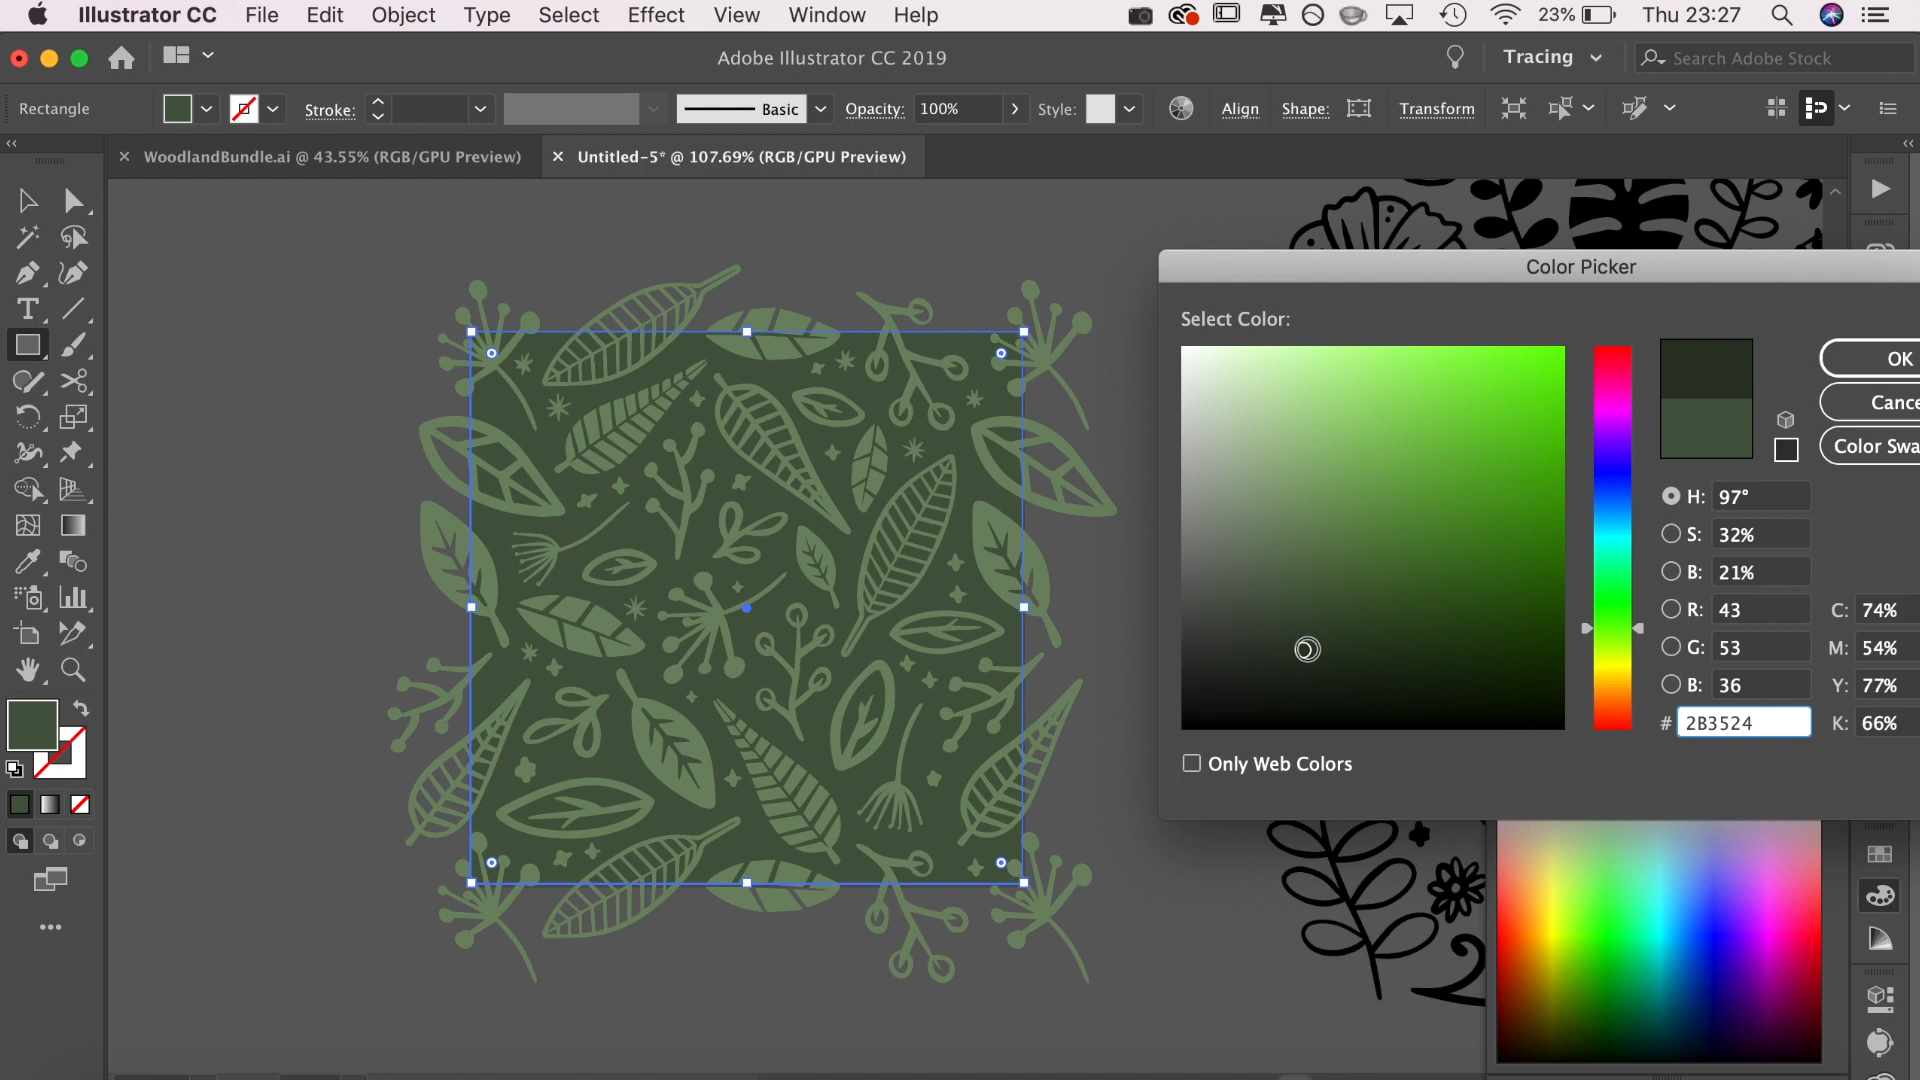 Illustrator CC File Edit Object Type Select Effect View Window Help 23% Thu 23:27
Adobe Illustrator CC 2019 Tracing Search Adobe Stock
Rectangle Stroke: Basic Opacity: 100% Style: Align Shape: Transform
WoodlandBundle.ai @ 43.55% (RGB/GPU Preview) Untitled-5* @ 107.69% (RGB/GPU Preview)
Color Picker
Select Color:
OK
Cance
Color Swa
H: 97°
S: 32%
B: 21%
R: 43 C: 74%
G: 53 M: 54%
B: 36 Y: 77%
# 2B3524 K: 66%
Only Web Colors